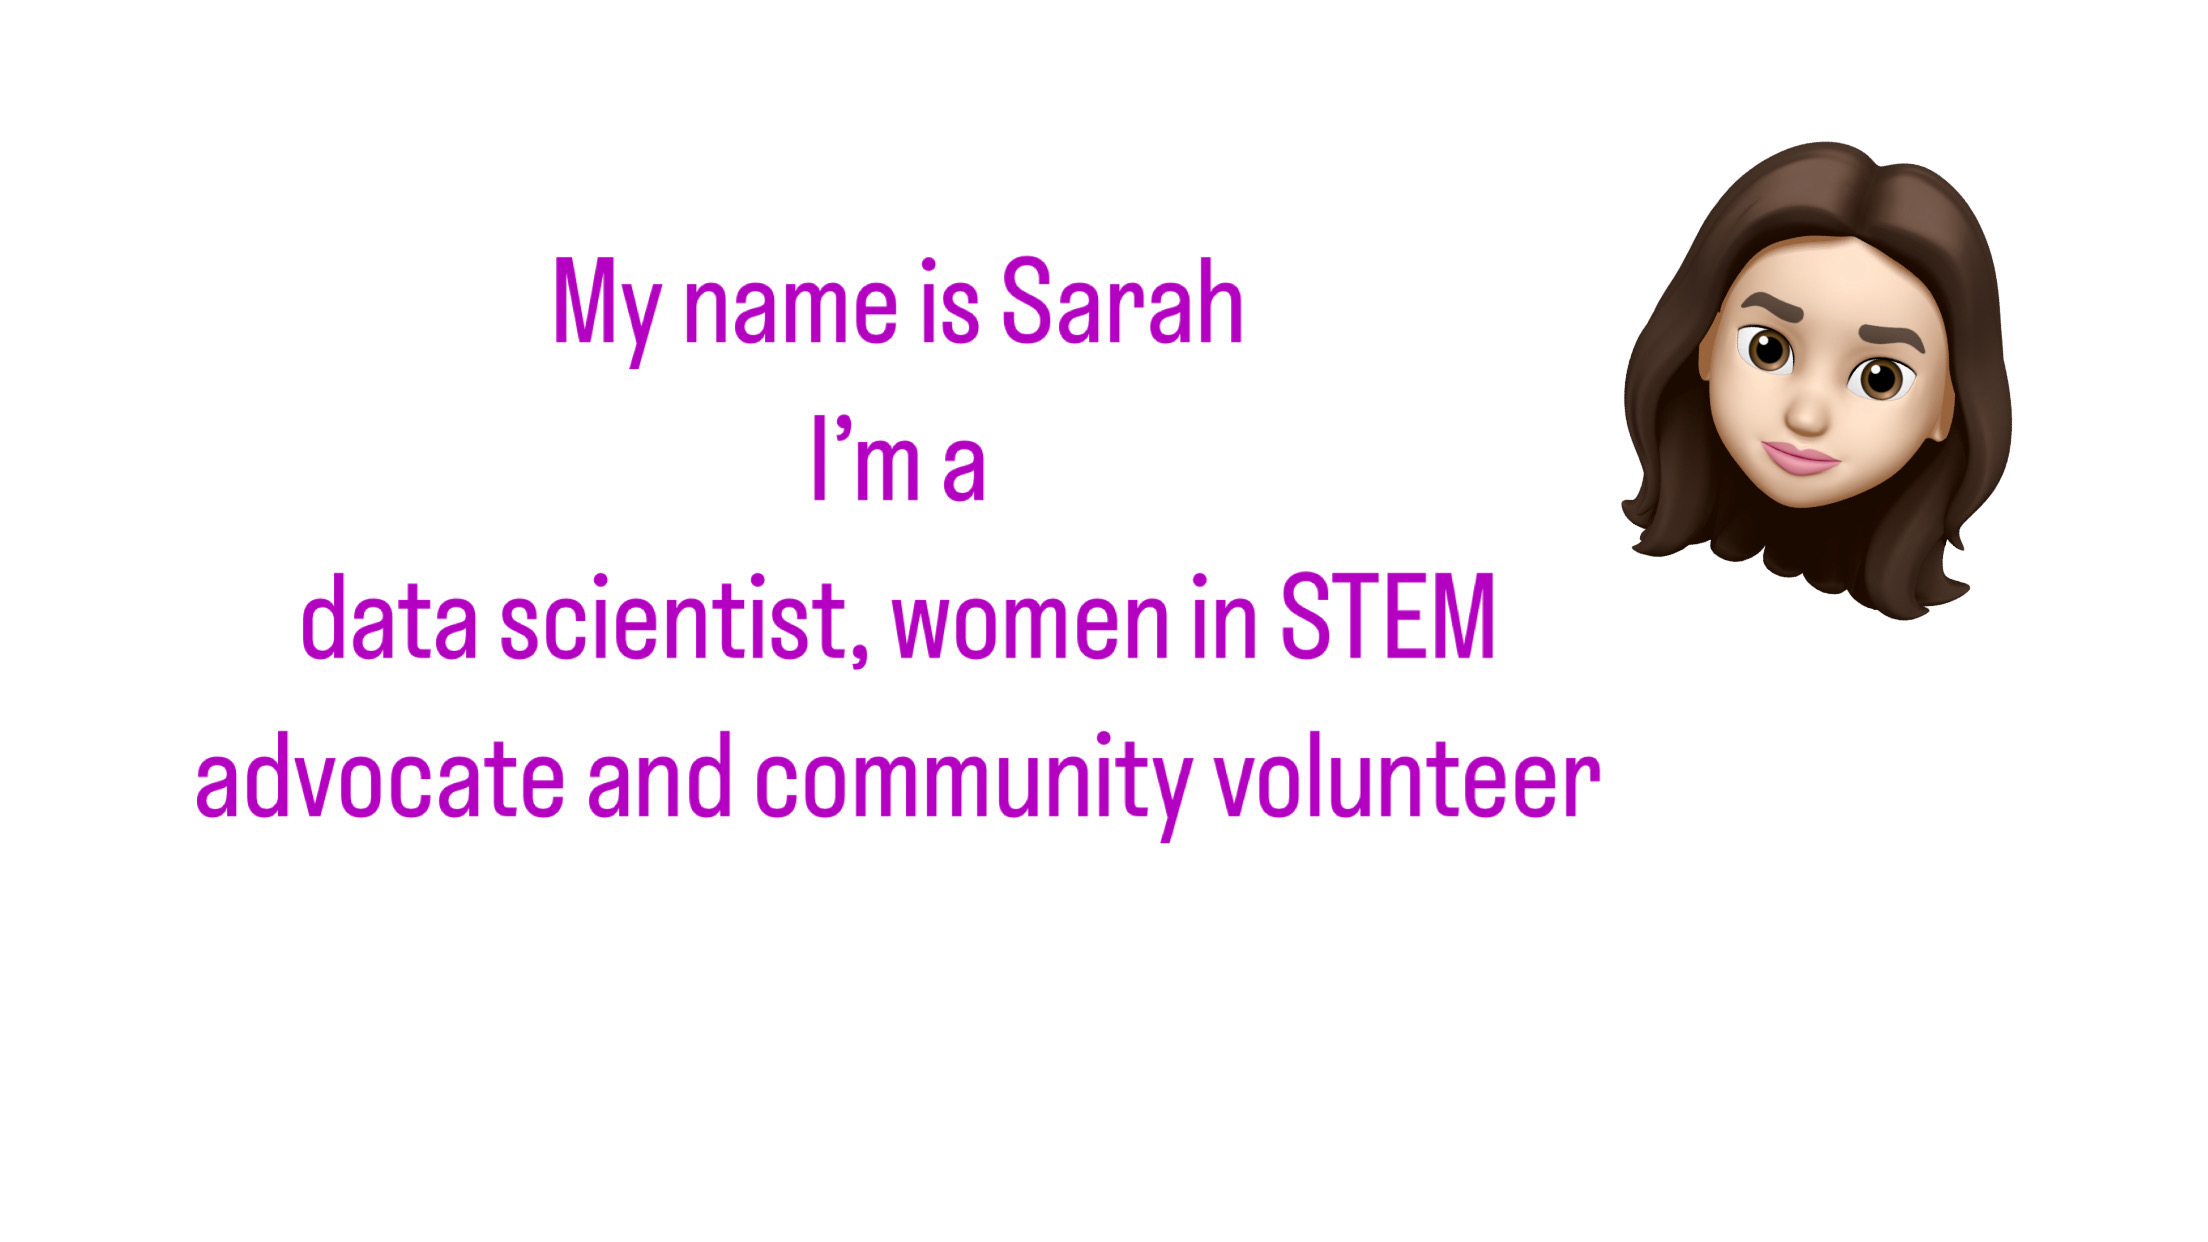 My name is Sarah
I’m a
data scientist, women in STEM
advocate and community volunteer